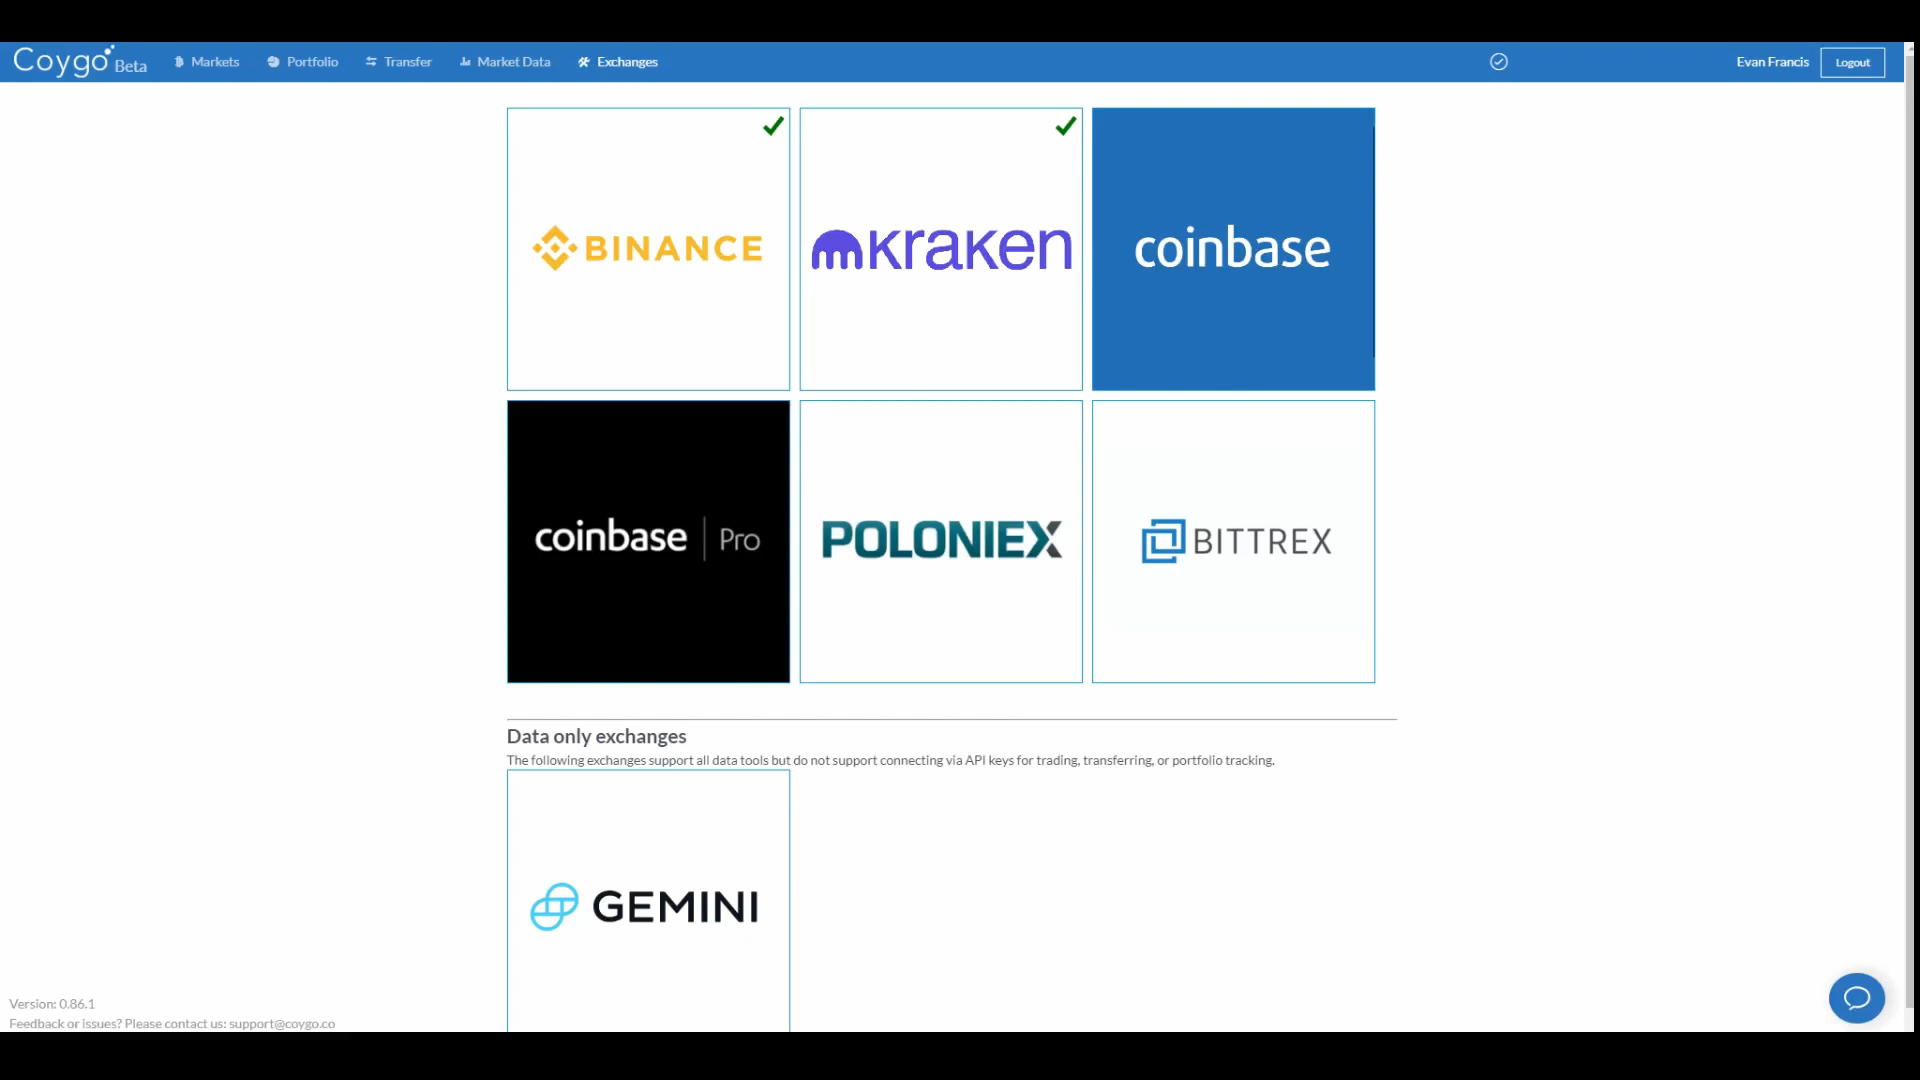 Coygo Beta Markets Portfolio Transfer Market Data Exchanges Evan Francis Logout
BINANCE kraken coinbase
coinbase | Pro POLONIEX BITTREX
Data only exchanges
The following exchanges support all data tools but do not support connecting via API keys for trading, transferring, or portfolio tracking.
GEMINI
Version: 0.86.1
Feedback or issues? Please contact us: support@coygo.co